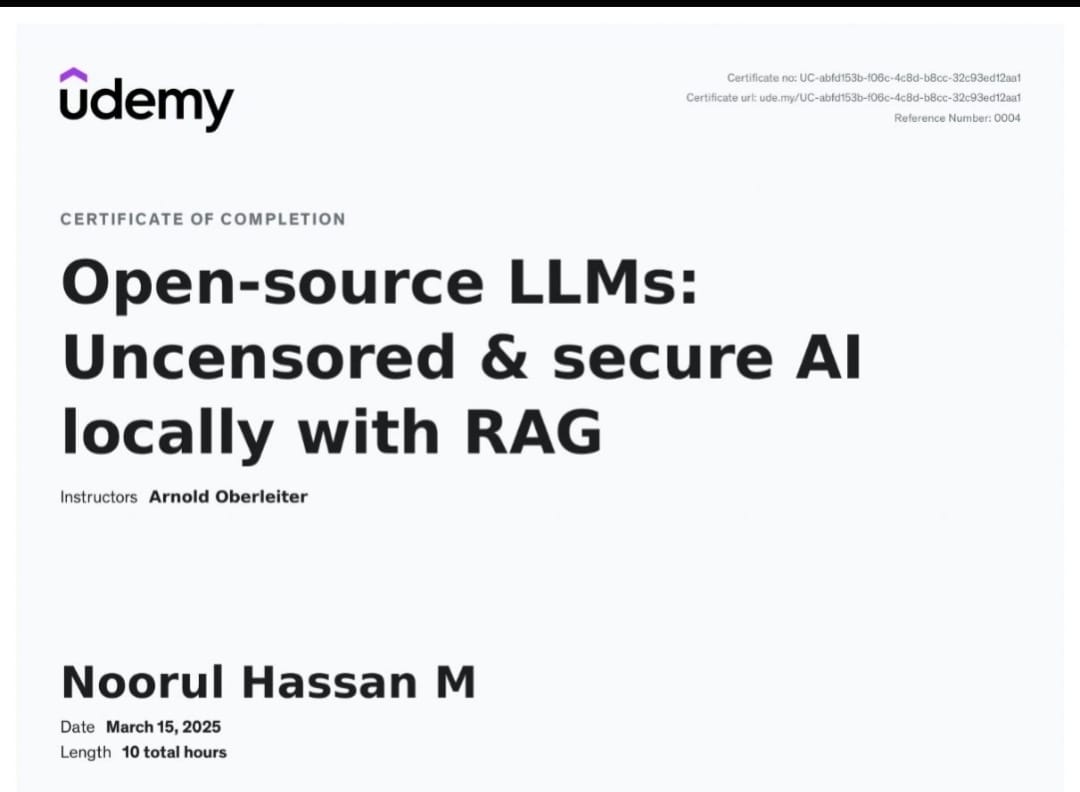 udemy
Certificate no: UC-abfd153b-f06c-4c8d-b8cc-32c93ed12aa1
Certificate url: ude.my/UC-abfd153b-f06c-4c8d-b8cc-32c93ed12aa1
Reference Number: 0004
CERTIFICATE OF COMPLETION
Open-source LLMs:
Uncensored & secure AI
locally with RAG
Instructors Arnold Oberleiter
Noorul Hassan M
Date March 15, 2025
Length 10 total hours